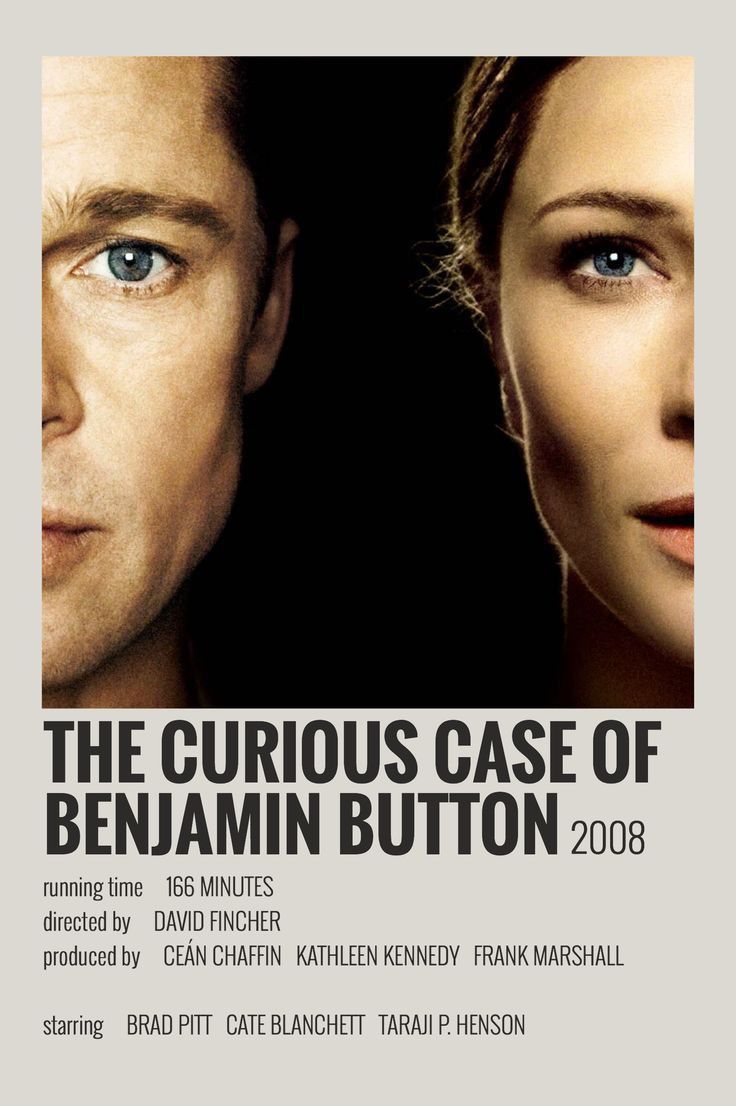 THE CURIOUS CASE OF
BENJAMIN BUTTON 2008
running time 166 MINUTES
directed by DAVID FINCHER
produced by CEÁN CHAFFIN KATHLEEN KENNEDY FRANK MARSHALL
starring BRAD PITT CATE BLANCHETT TARAJI P. HENSON